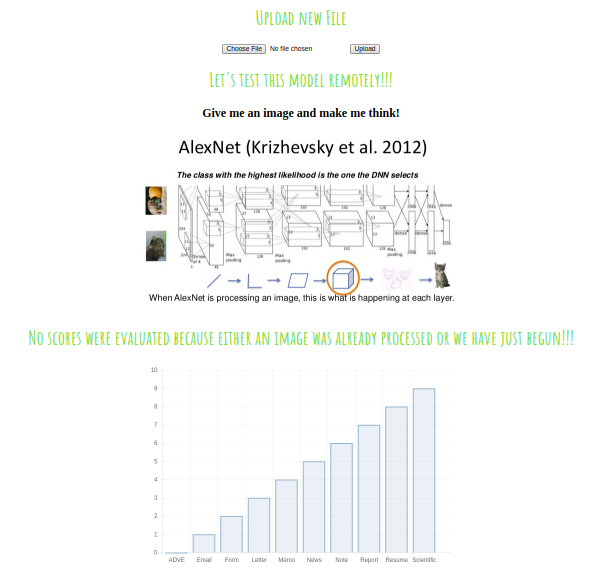 Upload new File
Choose File No file chosen Upload
Let's test this model remotely!!!
Give me an image and make me think!
AlexNet (Krizhevsky et al. 2012)
The class with the highest likelihood is the one the DNN selects
192 192 128
dense
Max pooling
Max pooling
Max pooling
Stride of 4
dense dense
When AlexNet is processing an image, this is what is happening at each layer.
No scores were evaluated because either an image was already processed or we have just begun!!!
10
9
8
7
6
5
4
3
2
1
0
ADVE Email Form Letter Memo News Note Report Resume Scientific